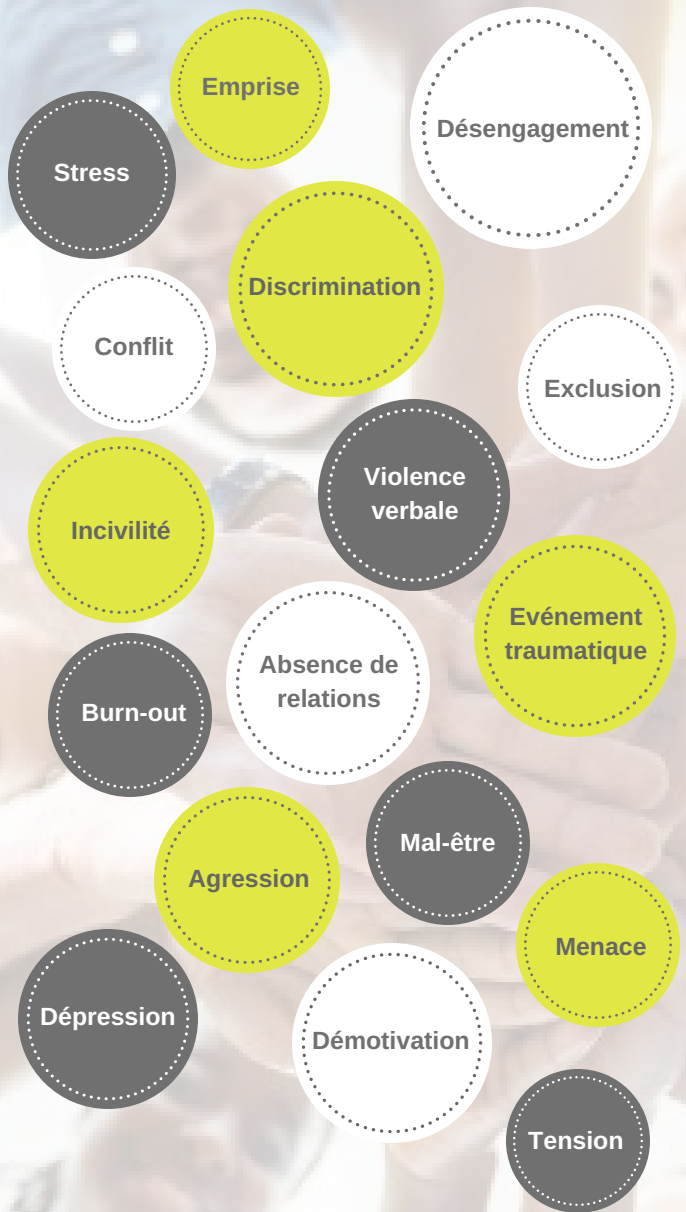 Emprise
Désengagement
Stress
Discrimination
Conflit
Exclusion
Violence
verbale
Incivilité
Evénement
traumatique
Absence de
relations
Burn-out
Mal-être
Agression
Menace
Dépression
Démotivation
Tension